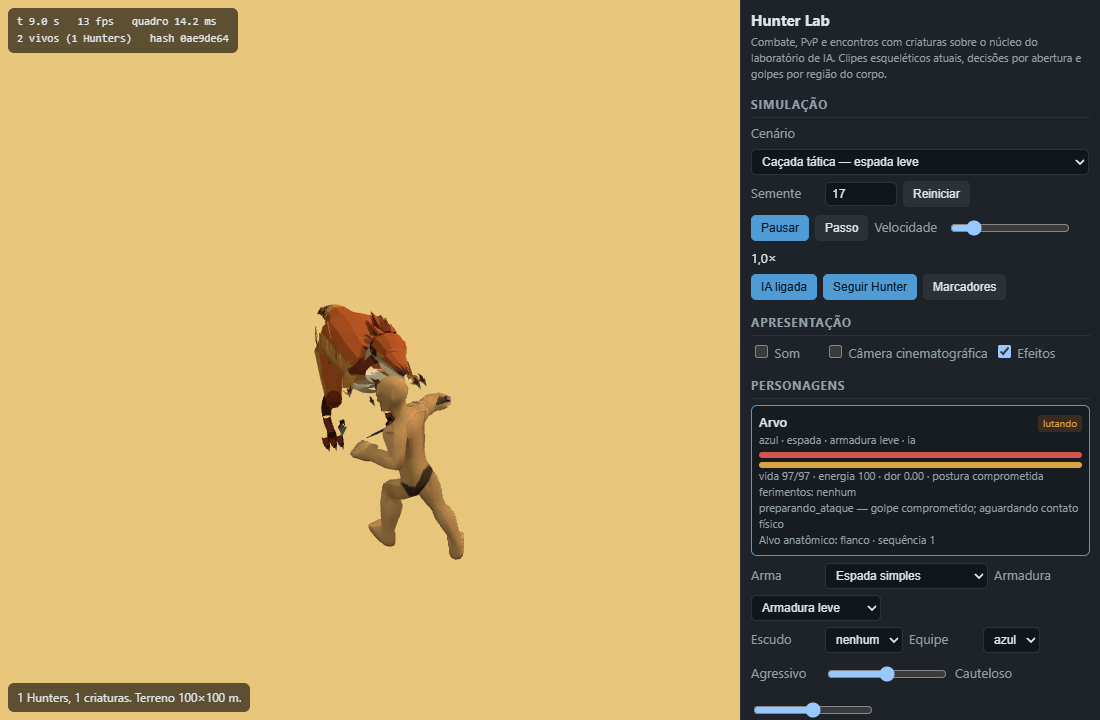 t 9.0 s   13 fps   quadro 14.2 ms
2 vivos (1 Hunters)   hash 0ae9de64
1 Hunters, 1 criaturas. Terreno 100×100 m.
Hunter Lab
Combate, PvP e encontros com criaturas sobre o núcleo do
laboratório de IA. Clipes esqueléticos atuais, decisões por abertura e
golpes por região do corpo.
SIMULAÇÃO
Cenário
Caçada tática — espada leve
Semente 17 Reiniciar
Pausar Passo Velocidade
1,0×
IA ligada Seguir Hunter Marcadores
APRESENTAÇÃO
Som Câmera cinematográfica Efeitos
PERSONAGENS
Arvo lutando
azul · espada · armadura leve · ia
vida 97/97 · energia 100 · dor 0.00 · postura comprometida
ferimentos: nenhum
preparando_ataque — golpe comprometido; aguardando contato
físico
Alvo anatômico: flanco · sequência 1
Arma Espada simples Armadura
Armadura leve
Escudo nenhum Equipe azul
Agressivo Cauteloso